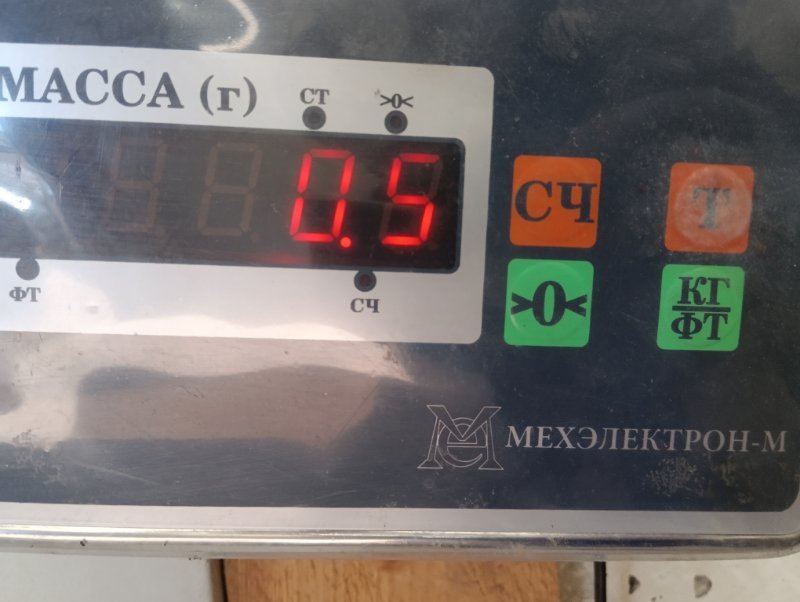 МАССА (г)
СТ
>0<
0.5
ФТ
СЧ
СЧ
Т
>0<
КГ
ФТ
МЕХЭЛЕКТРОН-М